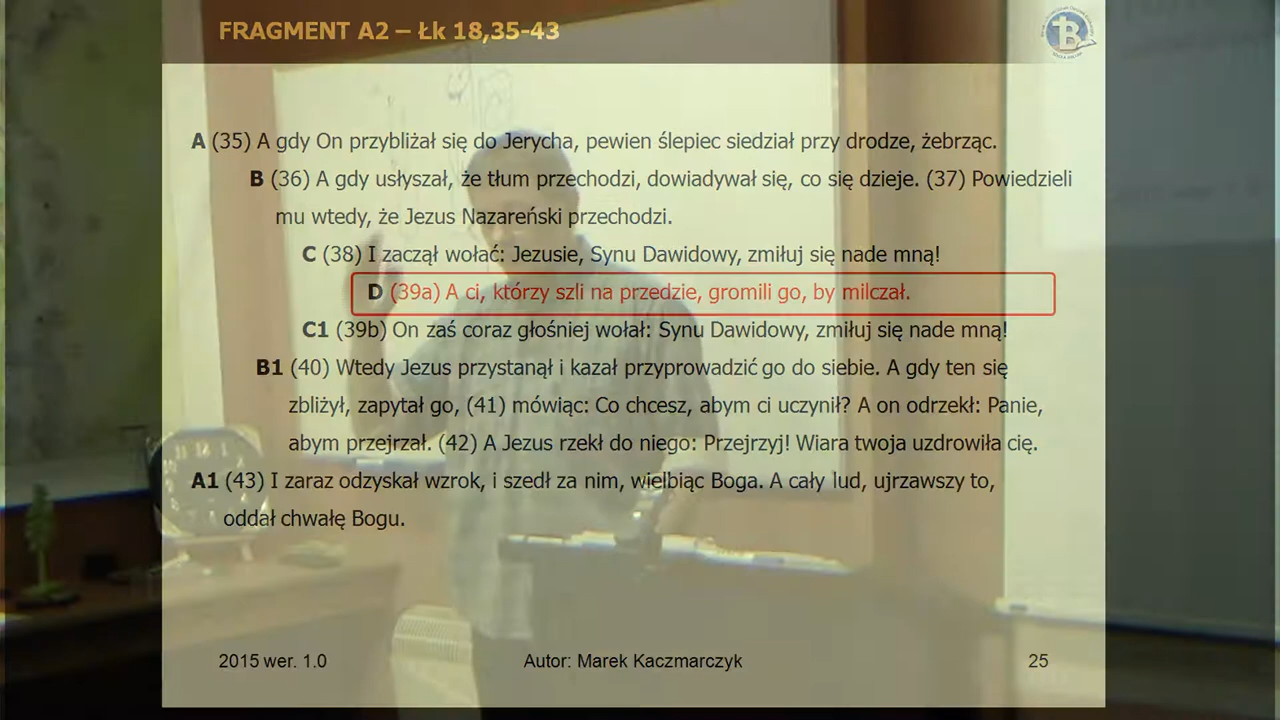 FRAGMENT A2 – Łk 18,35-43
A (35) A gdy On przybliżał się do Jerycha, pewien ślepiec siedział przy drodze, żebrząc.
B (36) A gdy usłyszał, że tłum przechodzi, dowiadywał się, co się dzieje. (37) Powiedzieli
mu wtedy, że Jezus Nazareński przechodzi.
C (38) I zaczął wołać: Jezusie, Synu Dawidowy, zmiłuj się nade mną!
D (39a) A ci, którzy szli na przedzie, gromili go, by milczał.
C1 (39b) On zaś coraz głośniej wołał: Synu Dawidowy, zmiłuj się nade mną!
B1 (40) Wtedy Jezus przystanął i kazał przyprowadzić go do siebie. A gdy ten się
zbliżył, zapytał go, (41) mówiąc: Co chcesz, abym ci uczynił? A on odrzekł: Panie,
abym przejrzał. (42) A Jezus rzekł do niego: Przejrzyj! Wiara twoja uzdrowiła cię.
A1 (43) I zaraz odzyskał wzrok, i szedł za nim, wielbiąc Boga. A cały lud, ujrzawszy to,
oddał chwałę Bogu.
2015 wer. 1.0
Autor: Marek Kaczmarczyk
25